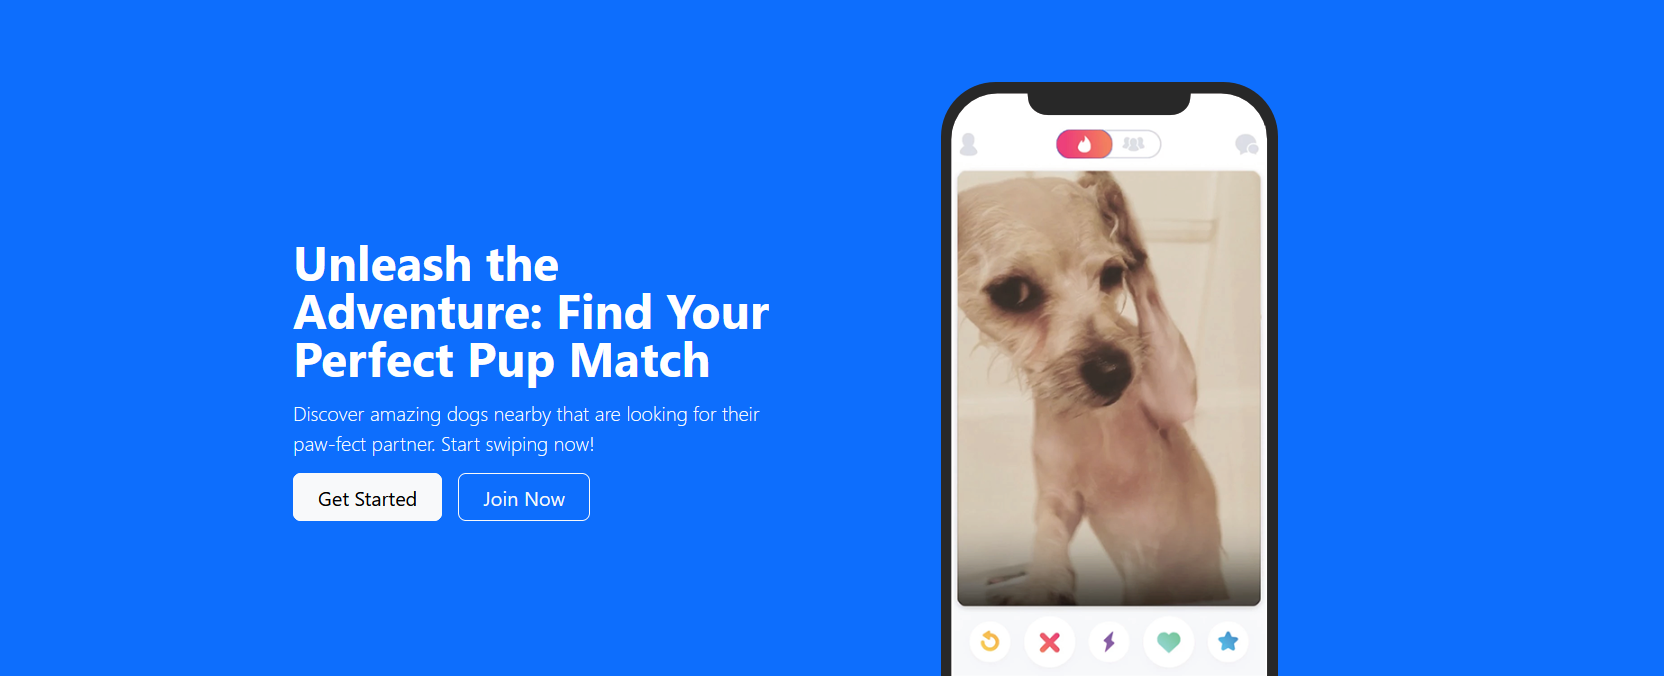 Unleash the
Adventure: Find Your
Perfect Pup Match
Discover amazing dogs nearby that are looking for their
paw-fect partner. Start swiping now!
Get Started
Join Now